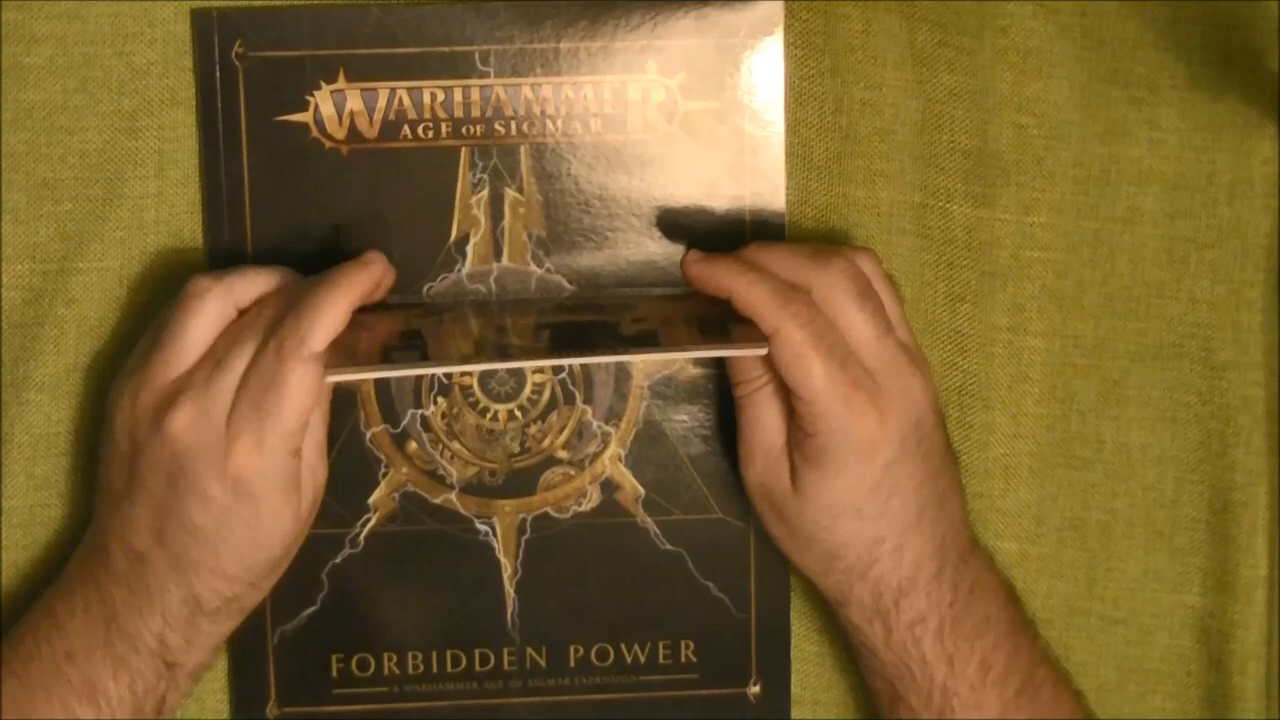 WARHAMMER
AGE OF SIGMAR
FORBIDDEN POWER
A WARHAMMER AGE OF SIGMAR EXPANSION